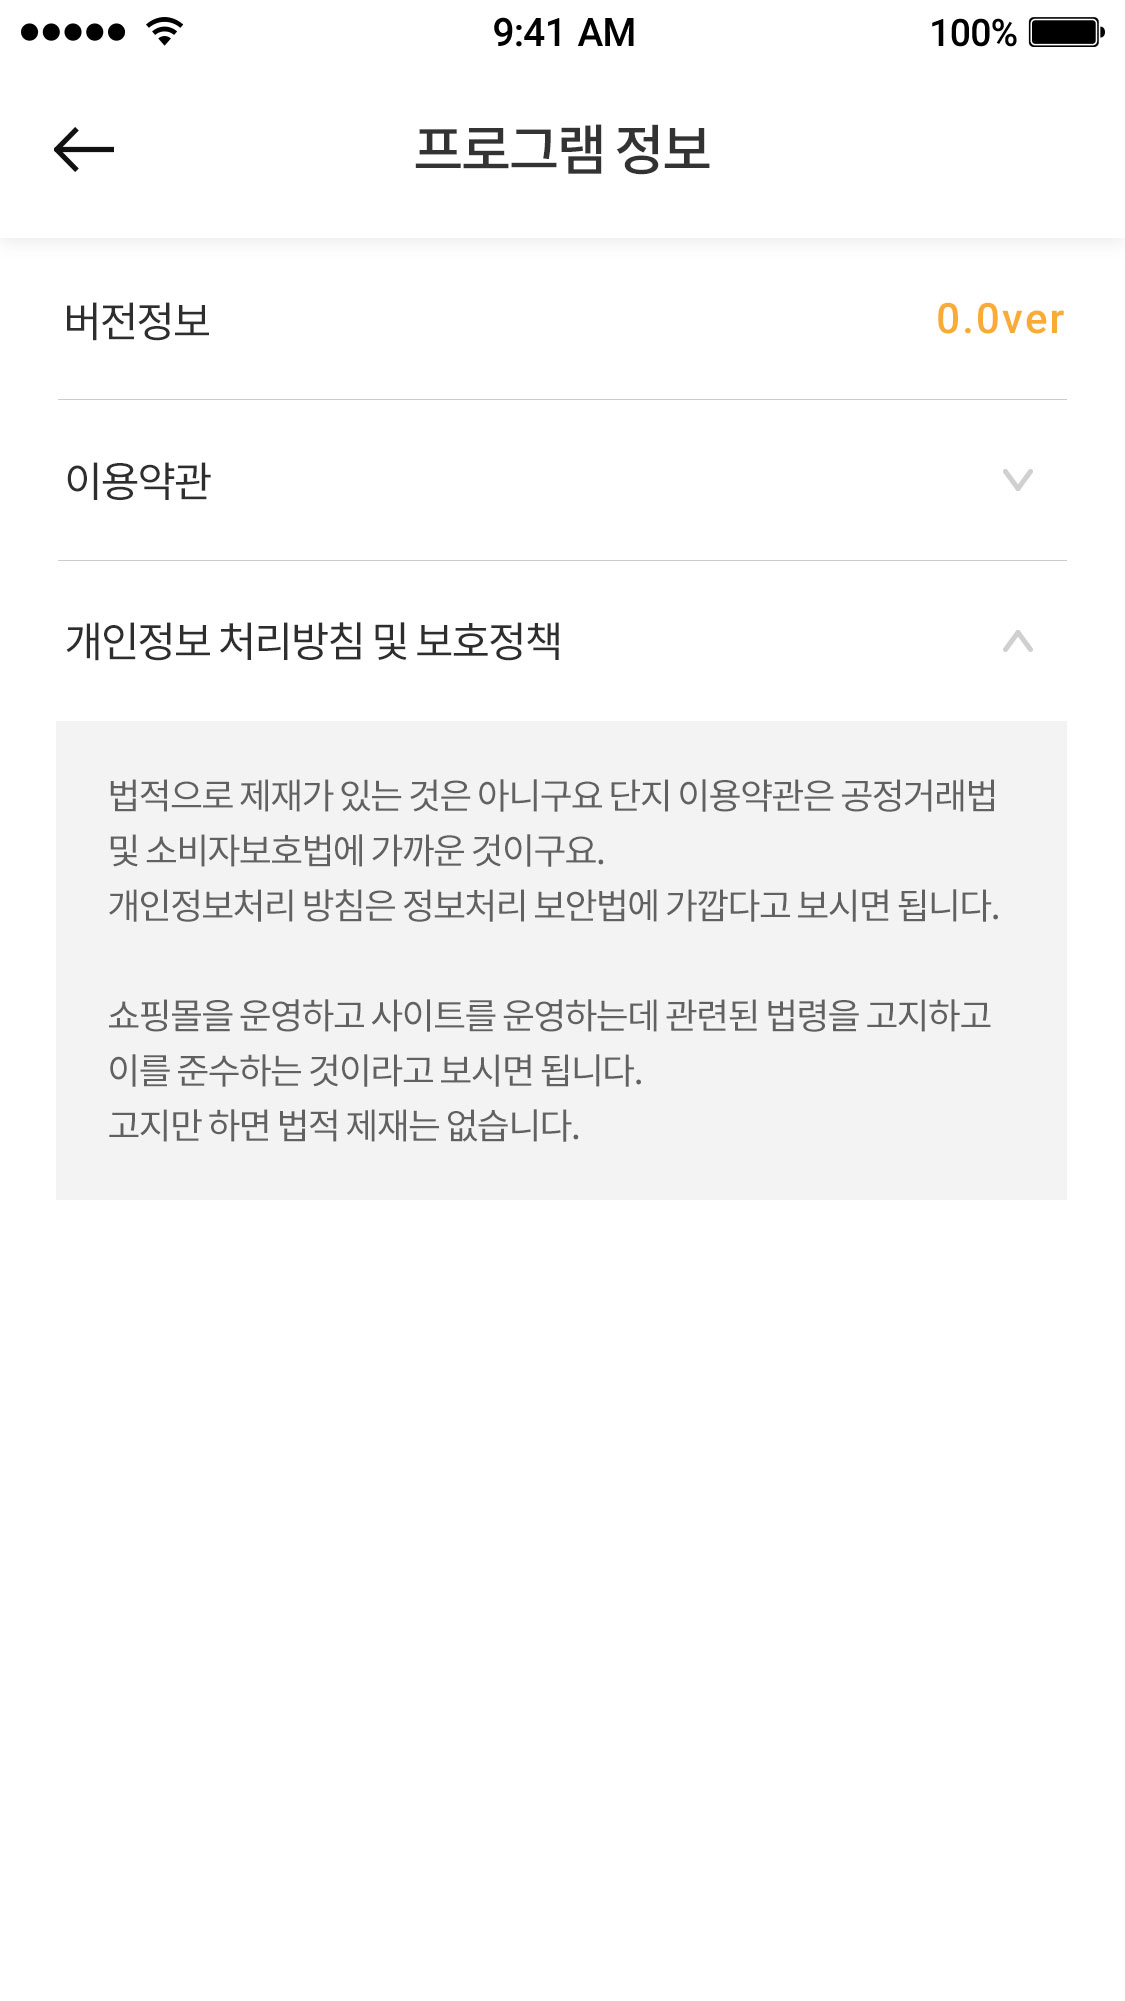 9:41 AM
100%
프로그램 정보
버전정보
0.0ver
이용약관
개인정보 처리방침 및 보호정책
법적으로 제재가 있는 것은 아니구요 단지 이용약관은 공정거래법
및 소비자보호법에 가까운 것이구요.
개인정보처리 방침은 정보처리 보안법에 가깝다고 보시면 됩니다.
쇼핑몰을 운영하고 사이트를 운영하는데 관련된 법령을 고지하고
이를 준수하는 것이라고 보시면 됩니다.
고지만 하면 법적 제재는 없습니다.